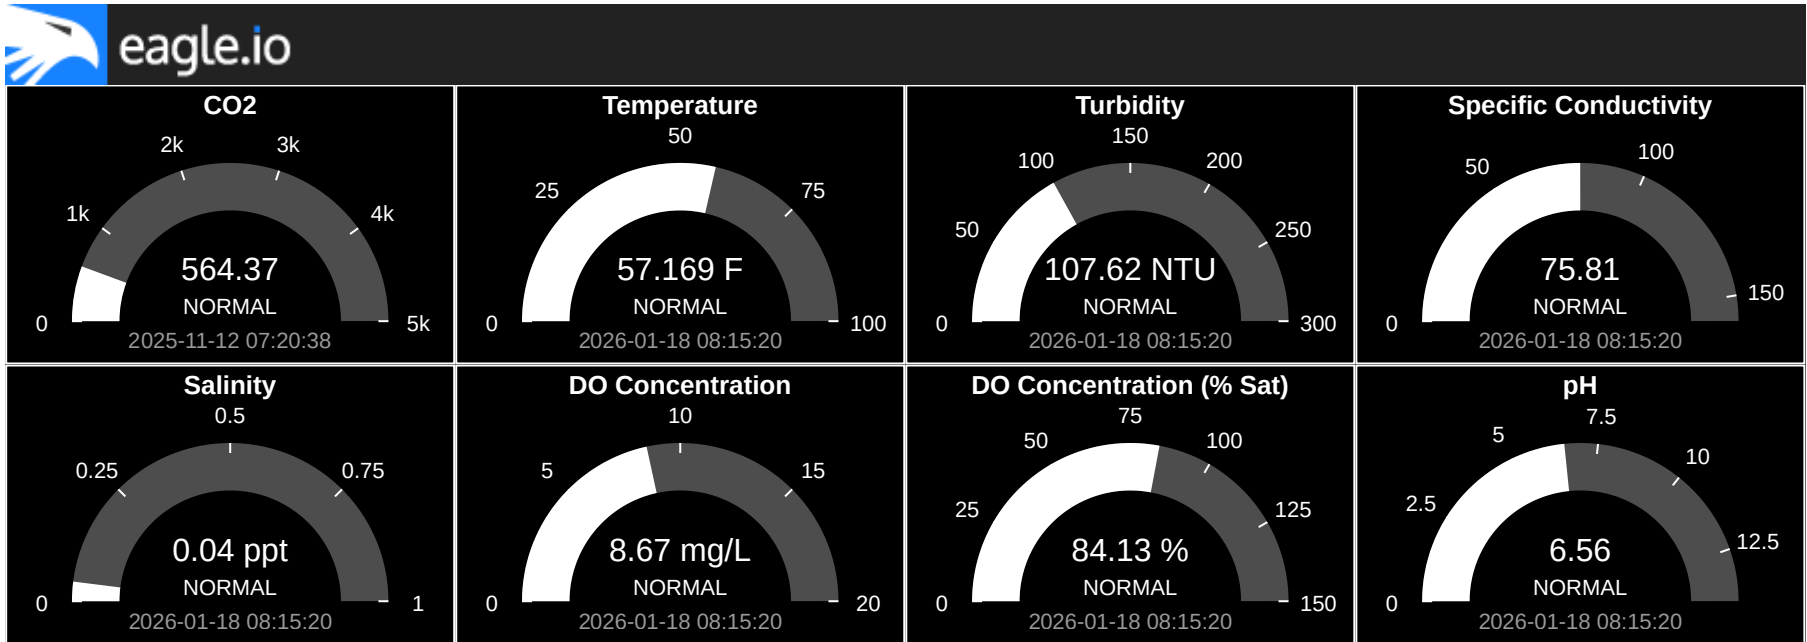 eagle.io
CO2
2k
3k
1k
4k
0
5k
564.37
NORMAL
2025-11-12 07:20:38
Temperature
50
25
75
0
100
57.169 F
NORMAL
2026-01-18 08:15:20
Turbidity
150
100
200
50
250
0
300
107.62 NTU
NORMAL
2026-01-18 08:15:20
Specific Conductivity
100
50
150
0
75.81
NORMAL
2026-01-18 08:15:20
Salinity
0.5
0.25
0.75
0
1
0.04 ppt
NORMAL
2026-01-18 08:15:20
DO Concentration
10
5
15
0
20
8.67 mg/L
NORMAL
2026-01-18 08:15:20
DO Concentration (% Sat)
75
50
100
25
125
0
150
84.13 %
NORMAL
2026-01-18 08:15:20
pH
7.5
5
10
2.5
12.5
0
6.56
NORMAL
2026-01-18 08:15:20